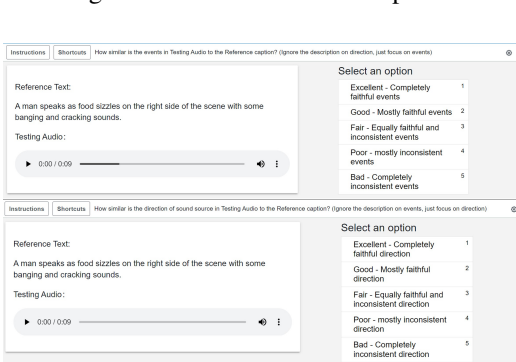 Instructions Shortcuts How similar is the events in Testing Audio to the Reference caption? (Ignore the description on direction, just focus on events)
Reference Text:
A man speaks as food sizzles on the right side of the scene with some
banging and cracking sounds.
Testing Audio:
0:00 / 0:09
Select an option
Excellent - Completely 1
faithful events
Good - Mostly faithful events 2
Fair - Equally faithful and 3
inconsistent events
Poor - mostly inconsistent 4
events
Bad - Completely 5
inconsistent events
Instructions Shortcuts How similar is the direction of sound source in Testing Audio to the Reference caption? (Ignore the description on events, just focus on direction)
Reference Text:
A man speaks as food sizzles on the right side of the scene with some
banging and cracking sounds.
Testing Audio:
0:00 / 0:09
Select an option
Excellent - Completely 1
faithful direction
Good - Mostly faithful 2
direction
Fair - Equally faithful and 3
inconsistent direction
Poor - mostly inconsistent 4
direction
Bad - Completely 5
inconsistent direction